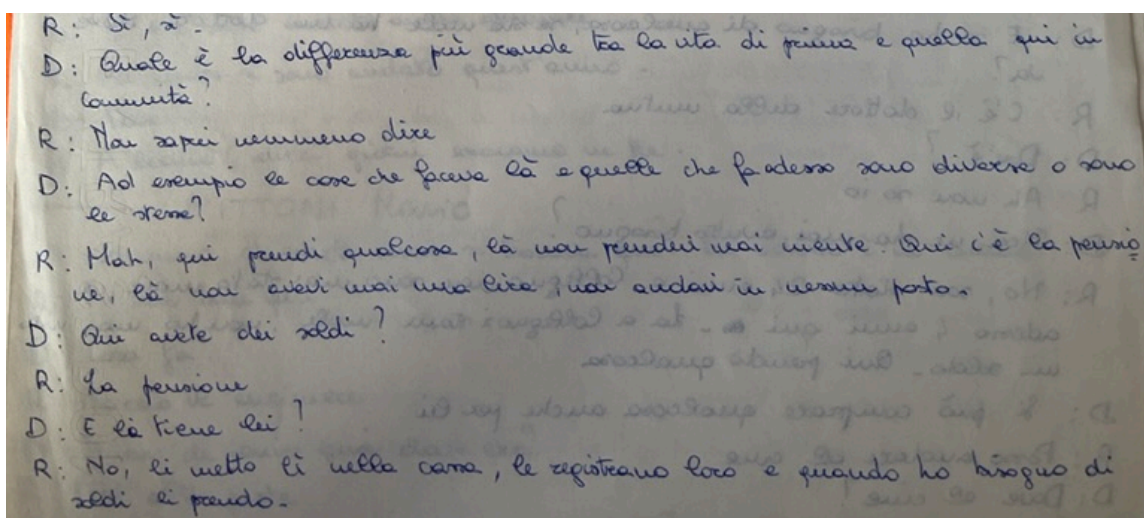 R: Sì, sì.
D: Quale è la differenza più grande tra la vita di prima e quella qui in
comunità?
R: Non saprei nemmeno dire
D: Ad esempio le cose che faceva là e quelle che fa adesso sono diverse o sono
le stesse?
R: Mah, qui prendi qualcosa, là non prendevi mai niente. Qui c'è la pensio
ne, là non avevi mai una lira, non andavi in nessun posto.
D: Qui avete dei soldi?
R: La pensione
D: E la tiene lei?
R: No, li metto lì nella cassa, le registrano loro e quando ho bisogno di
soldi li prendo.